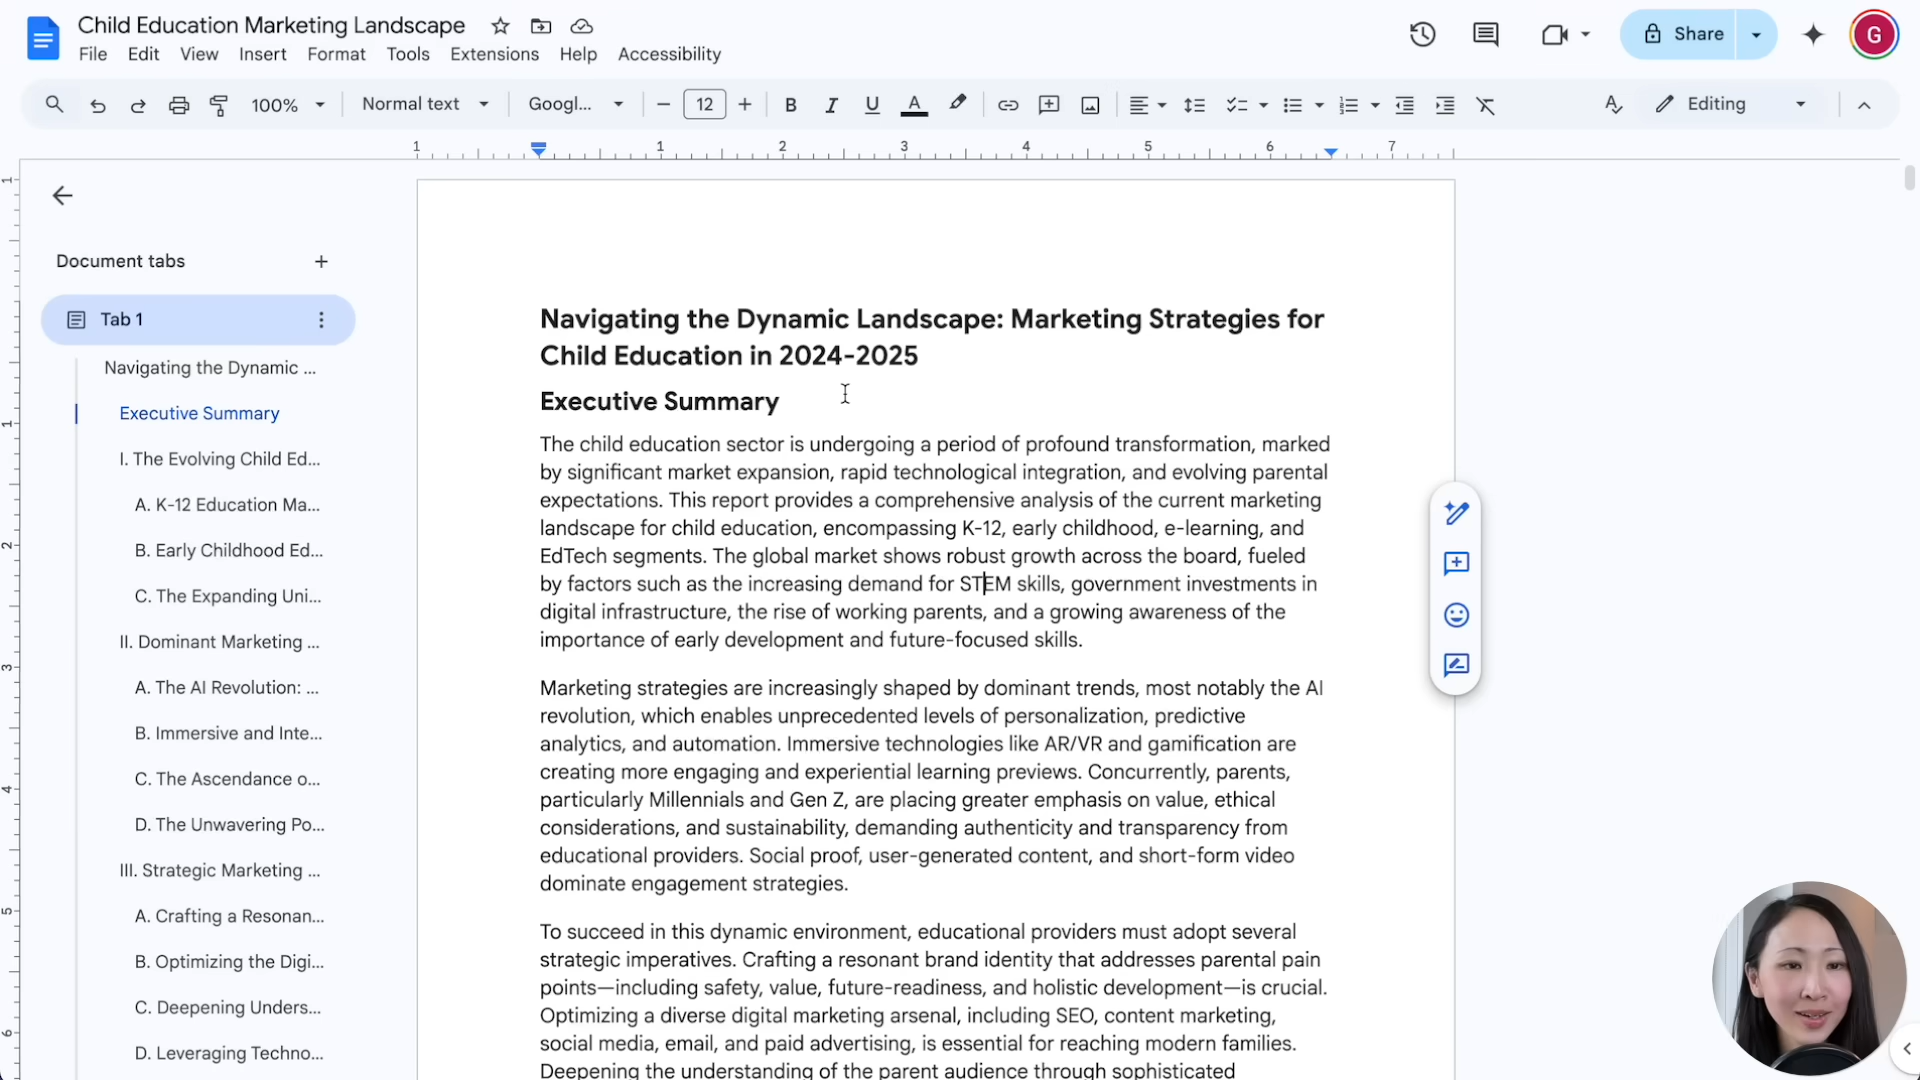 Child Education Marketing Landscape
File Edit View Insert Format Tools Extensions Help Accessibility
Share
G
100% Normal text Googl... 12 Editing
1 1 2 3 4 5 6 7
1
1
2
3
4
5
6
Document tabs
Tab 1
Navigating the Dynamic ...
Executive Summary
I. The Evolving Child Ed...
A. K-12 Education Ma...
B. Early Childhood Ed...
C. The Expanding Uni...
II. Dominant Marketing ...
A. The AI Revolution: ...
B. Immersive and Inte...
C. The Ascendance o...
D. The Unwavering Po...
III. Strategic Marketing ...
A. Crafting a Resonan...
B. Optimizing the Digi...
C. Deepening Unders...
D. Leveraging Techno...
Navigating the Dynamic Landscape: Marketing Strategies for
Child Education in 2024-2025
Executive Summary
The child education sector is undergoing a period of profound transformation, marked
by significant market expansion, rapid technological integration, and evolving parental
expectations. This report provides a comprehensive analysis of the current marketing
landscape for child education, encompassing K-12, early childhood, e-learning, and
EdTech segments. The global market shows robust growth across the board, fueled
by factors such as the increasing demand for STEM skills, government investments in
digital infrastructure, the rise of working parents, and a growing awareness of the
importance of early development and future-focused skills.
Marketing strategies are increasingly shaped by dominant trends, most notably the AI
revolution, which enables unprecedented levels of personalization, predictive
analytics, and automation. Immersive technologies like AR/VR and gamification are
creating more engaging and experiential learning previews. Concurrently, parents,
particularly Millennials and Gen Z, are placing greater emphasis on value, ethical
considerations, and sustainability, demanding authenticity and transparency from
educational providers. Social proof, user-generated content, and short-form video
dominate engagement strategies.
To succeed in this dynamic environment, educational providers must adopt several
strategic imperatives. Crafting a resonant brand identity that addresses parental pain
points—including safety, value, future-readiness, and holistic development—is crucial.
Optimizing a diverse digital marketing arsenal, including SEO, content marketing,
social media, email, and paid advertising, is essential for reaching modern families.
Deepening the understanding of the parent audience through sophisticated